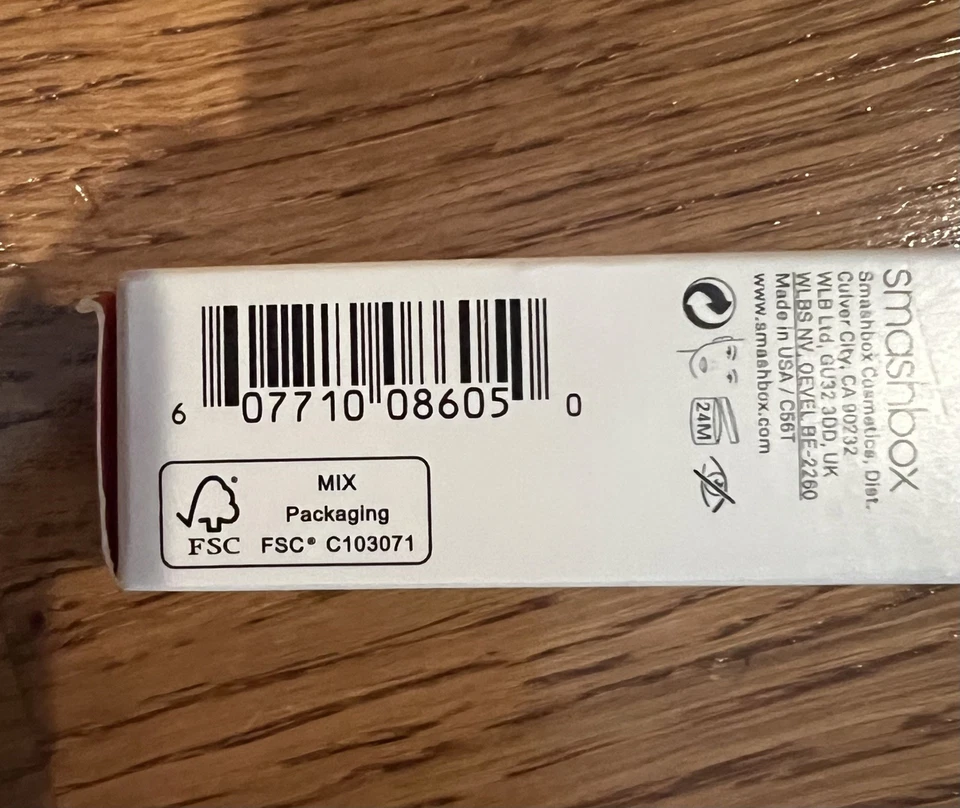 6 07710 08605 0
FSC
MIX
Packaging
FSC® C103071
smashbox
Smashbox Cosmetics, Dist.
Culver City, CA 90232
WLB Ltd, GU32 3DD, UK
WLBS NV, OEVEL BE-2260
Made in USA / C56T
www.smashbox.com
24M